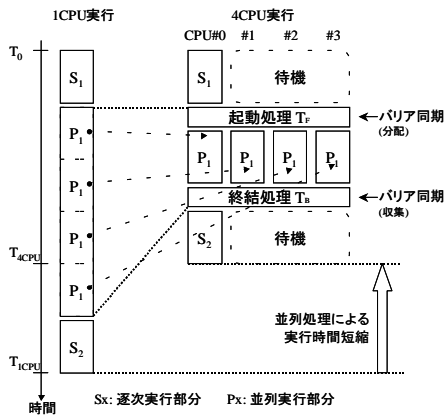 1CPU実行
4CPU実行
CPU#0 #1 #2 #3
T0
S1
S1
待機
起動処理 TF
バリア同期
(分配)
P1
P1
P1
P1
P1
P1
P1
P1
終結処理 TB
バリア同期
(収集)
S2
待機
T4CPU
並列処理による
実行時間短縮
S2
T1CPU
時間
Sx: 逐次実行部分 Px: 並列実行部分